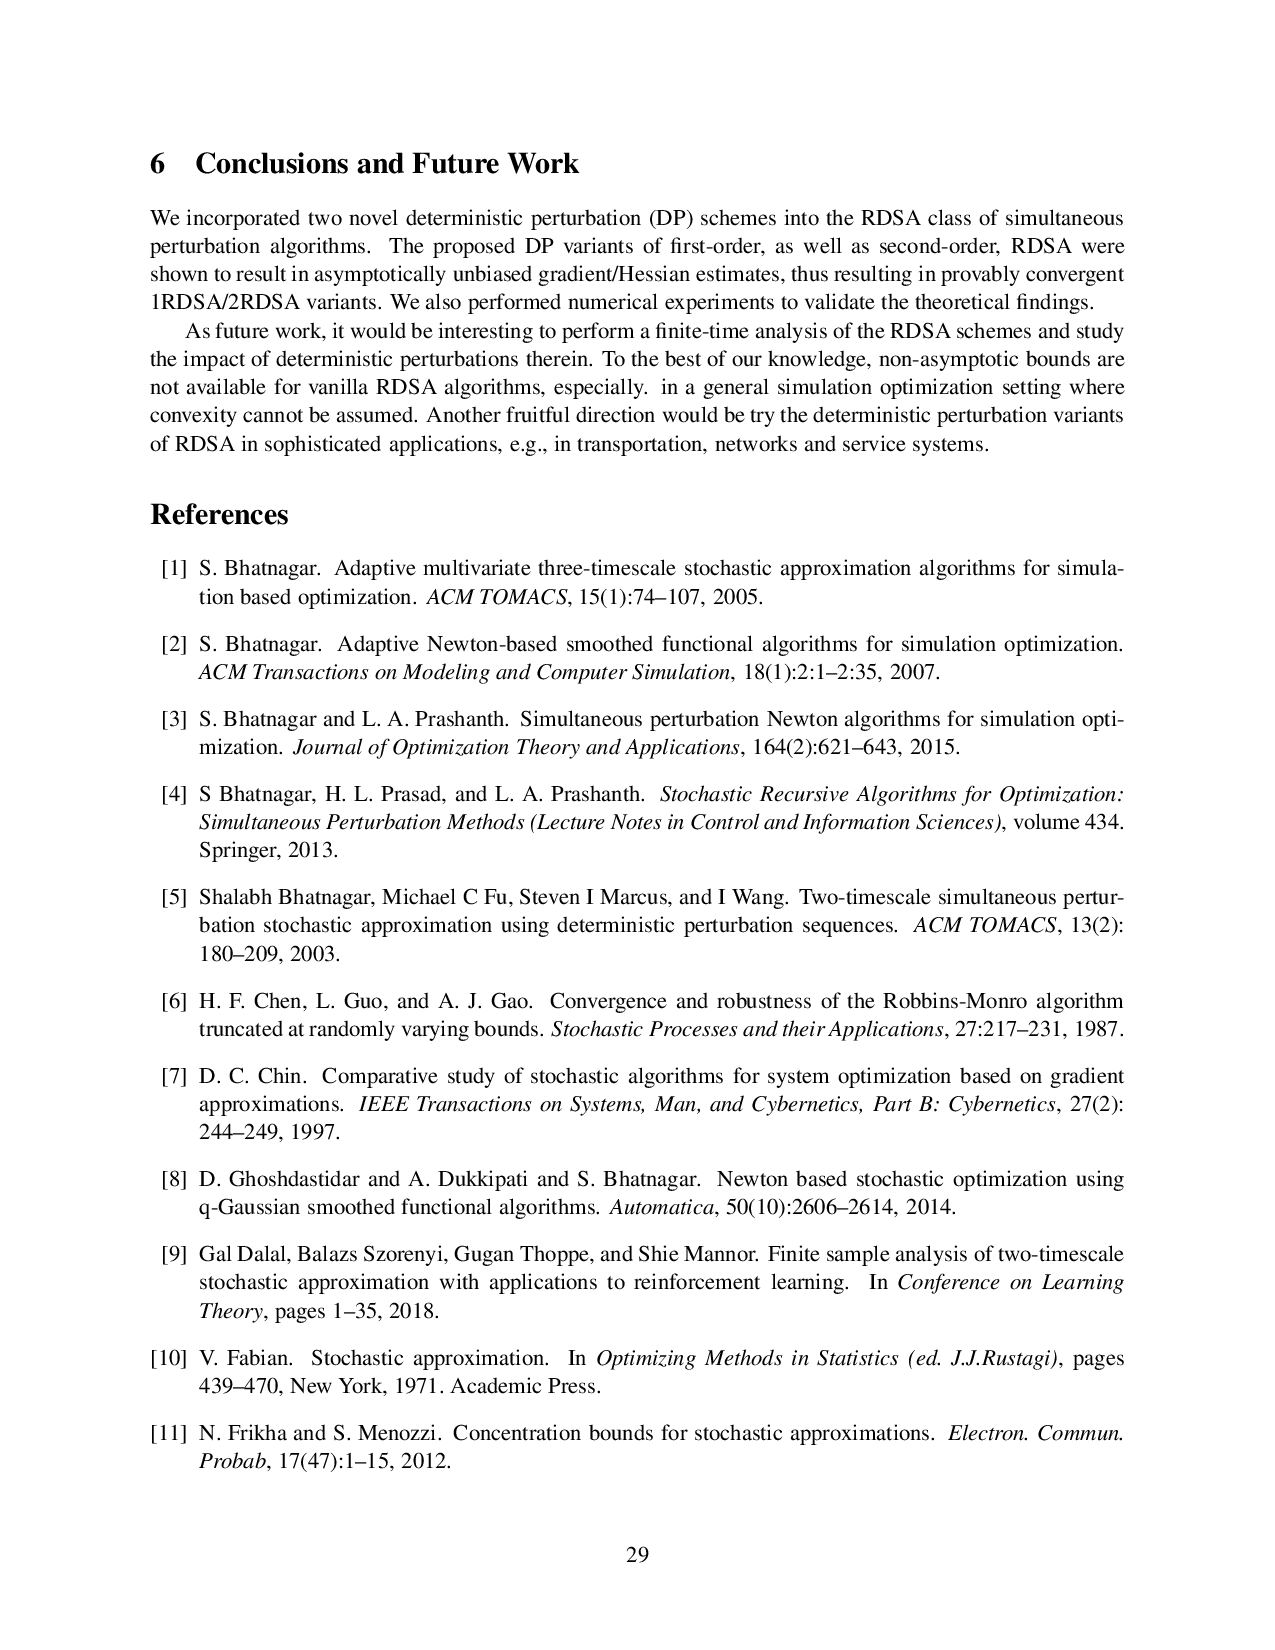 6 Conclusions and Future Work
We incorporated two novel deterministic perturbation (DP) schemes into the RDSA class of simultaneous
perturbation algorithms. The proposed DP variants of first-order, as well as second-order, RDSA were
shown to result in asymptotically unbiased gradient/Hessian estimates, thus resulting in provably convergent
1RDSA/2RDSA variants. We also performed numerical experiments to validate the theoretical findings.
As future work, it would be interesting to perform a finite-time analysis of the RDSA schemes and study
the impact of deterministic perturbations therein. To the best of our knowledge, non-asymptotic bounds are
not available for vanilla RDSA algorithms, especially. in a general simulation optimization setting where
convexity cannot be assumed. Another fruitful direction would be try the deterministic perturbation variants
of RDSA in sophisticated applications, e.g., in transportation, networks and service systems.
References
[1] S. Bhatnagar. Adaptive multivariate three-timescale stochastic approximation algorithms for simula-
tion based optimization. ACM TOMACS, 15(1):74–107, 2005.
[2] S. Bhatnagar. Adaptive Newton-based smoothed functional algorithms for simulation optimization.
ACM Transactions on Modeling and Computer Simulation, 18(1):2:1–2:35, 2007.
[3] S. Bhatnagar and L. A. Prashanth. Simultaneous perturbation Newton algorithms for simulation opti-
mization. Journal of Optimization Theory and Applications, 164(2):621–643, 2015.
[4] S Bhatnagar, H. L. Prasad, and L. A. Prashanth. Stochastic Recursive Algorithms for Optimization:
Simultaneous Perturbation Methods (Lecture Notes in Control and Information Sciences), volume 434.
Springer, 2013.
[5] Shalabh Bhatnagar, Michael C Fu, Steven I Marcus, and I Wang. Two-timescale simultaneous pertur-
bation stochastic approximation using deterministic perturbation sequences. ACM TOMACS, 13(2):
180–209, 2003.
[6] H. F. Chen, L. Guo, and A. J. Gao. Convergence and robustness of the Robbins-Monro algorithm
truncated at randomly varying bounds. Stochastic Processes and their Applications, 27:217–231, 1987.
[7] D. C. Chin. Comparative study of stochastic algorithms for system optimization based on gradient
approximations. IEEE Transactions on Systems, Man, and Cybernetics, Part B: Cybernetics, 27(2):
244–249, 1997.
[8] D. Ghoshdastidar and A. Dukkipati and S. Bhatnagar. Newton based stochastic optimization using
q-Gaussian smoothed functional algorithms. Automatica, 50(10):2606–2614, 2014.
[9] Gal Dalal, Balazs Szorenyi, Gugan Thoppe, and Shie Mannor. Finite sample analysis of two-timescale
stochastic approximation with applications to reinforcement learning. In Conference on Learning
Theory, pages 1–35, 2018.
[10] V. Fabian. Stochastic approximation. In Optimizing Methods in Statistics (ed. J.J.Rustagi), pages
439–470, New York, 1971. Academic Press.
[11] N. Frikha and S. Menozzi. Concentration bounds for stochastic approximations. Electron. Commun.
Probab, 17(47):1–15, 2012.
29